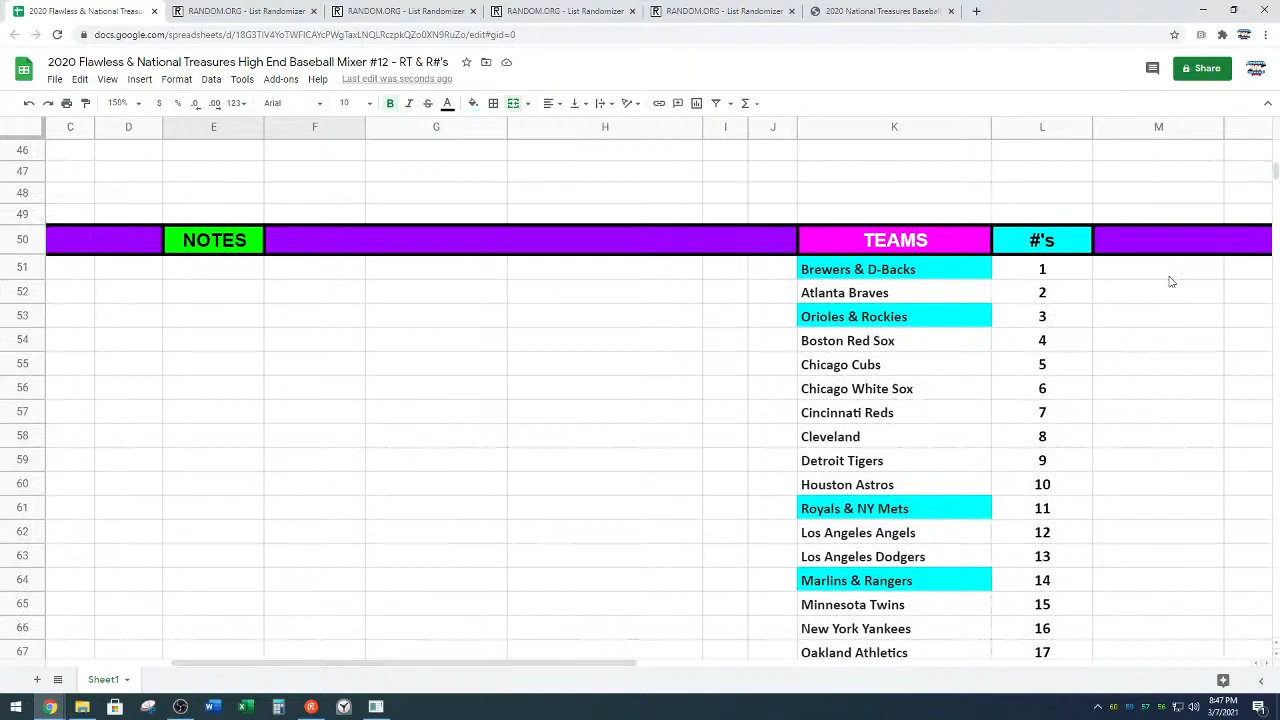 2020 Flawless & National Tre
RANDOM.ORG - List Randomizer
RANDOM.ORG - List Randomizer
RANDOM.ORG - List Randomizer
RANDOM.ORG - List Randomizer
2020 National Treasures Baseball
docs.google.com/spreadsheets/d/18G3TIV4YoTWFICAYcPWgTaxLNQLRczpkQZo0XN9RuZo/edit#gid=0
2020 Flawless & National Treasures High End Baseball Mixer #12 - RT & R#'s
Share
File Edit View Insert Format Data Tools Add-ons Help Last edit was seconds ago
150% $ % .0 .00 123 Arial 10 B I S A
C D E F G H I J K L M
46
47
48
49
50 NOTES TEAMS #'s
51 Brewers & D-Backs 1
52 Atlanta Braves 2
53 Orioles & Rockies 3
54 Boston Red Sox 4
55 Chicago Cubs 5
56 Chicago White Sox 6
57 Cincinnati Reds 7
58 Cleveland 8
59 Detroit Tigers 9
60 Houston Astros 10
61 Royals & NY Mets 11
62 Los Angeles Angels 12
63 Los Angeles Dodgers 13
64 Marlins & Rangers 14
65 Minnesota Twins 15
66 New York Yankees 16
67 Oakland Athletics 17
Sheet1
60 59 57 56
8:47 PM
3/7/2021